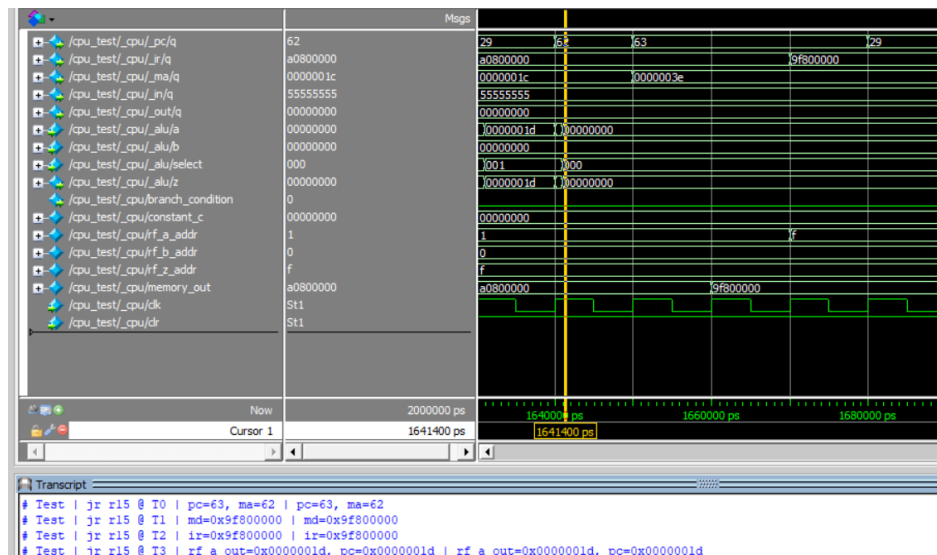 Msgs
/cpu_test/_cpu/_pc/q 62 29 62 63 29
/cpu_test/_cpu/_ir/q a0800000 a0800000 9f800000
/cpu_test/_cpu/_ma/q 0000001c 0000001c 0000003e
/cpu_test/_cpu/_in/q 55555555 55555555
/cpu_test/_cpu/_out/q 00000000 00000000
/cpu_test/_cpu/_alu/a 00000000 0000001d 00000000
/cpu_test/_cpu/_alu/b 00000000 00000000
/cpu_test/_cpu/_alu/select 000 001 000
/cpu_test/_cpu/_alu/z 00000000 0000001d 00000000
/cpu_test/_cpu/branch_condition 0
/cpu_test/_cpu/constant_c 00000000 00000000
/cpu_test/_cpu/rf_a_addr 1 1 f
/cpu_test/_cpu/rf_b_addr 0 0
/cpu_test/_cpu/rf_z_addr f f
/cpu_test/_cpu/memory_out a0800000 a0800000 9f800000
/cpu_test/_cpu/clk St1
/cpu_test/_cpu/clr St1
Now 2000000 ps 1640000 ps 1660000 ps 1680000 ps
Cursor 1 1641400 ps 1641400 ps
Transcript
# Test | jr r15 @ T0 | pc=63, ma=62 | pc=63, ma=62
# Test | jr r15 @ T1 | md=0x9f800000 | md=0x9f800000
# Test | jr r15 @ T2 | ir=0x9f800000 | ir=0x9f800000
# Test | jr r15 @ T3 | rf_a_out=0x0000001d, pc=0x0000001d | rf_a_out=0x0000001d, pc=0x0000001d